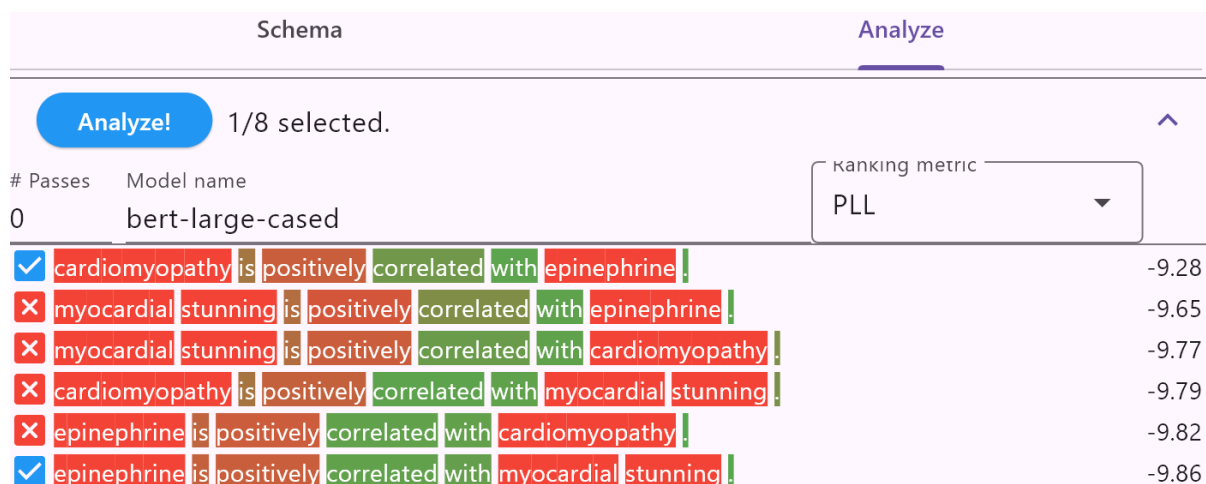 Schema Analyze
Analyze! 1/8 selected.
# Passes Model name Ranking metric
0 bert-large-cased PLL
cardiomyopathy is positively correlated with epinephrine . -9.28
myocardial stunning is positively correlated with epinephrine . -9.65
myocardial stunning is positively correlated with cardiomyopathy . -9.77
cardiomyopathy is positively correlated with myocardial stunning . -9.79
epinephrine is positively correlated with cardiomyopathy . -9.82
epinephrine is positively correlated with myocardial stunning . -9.86